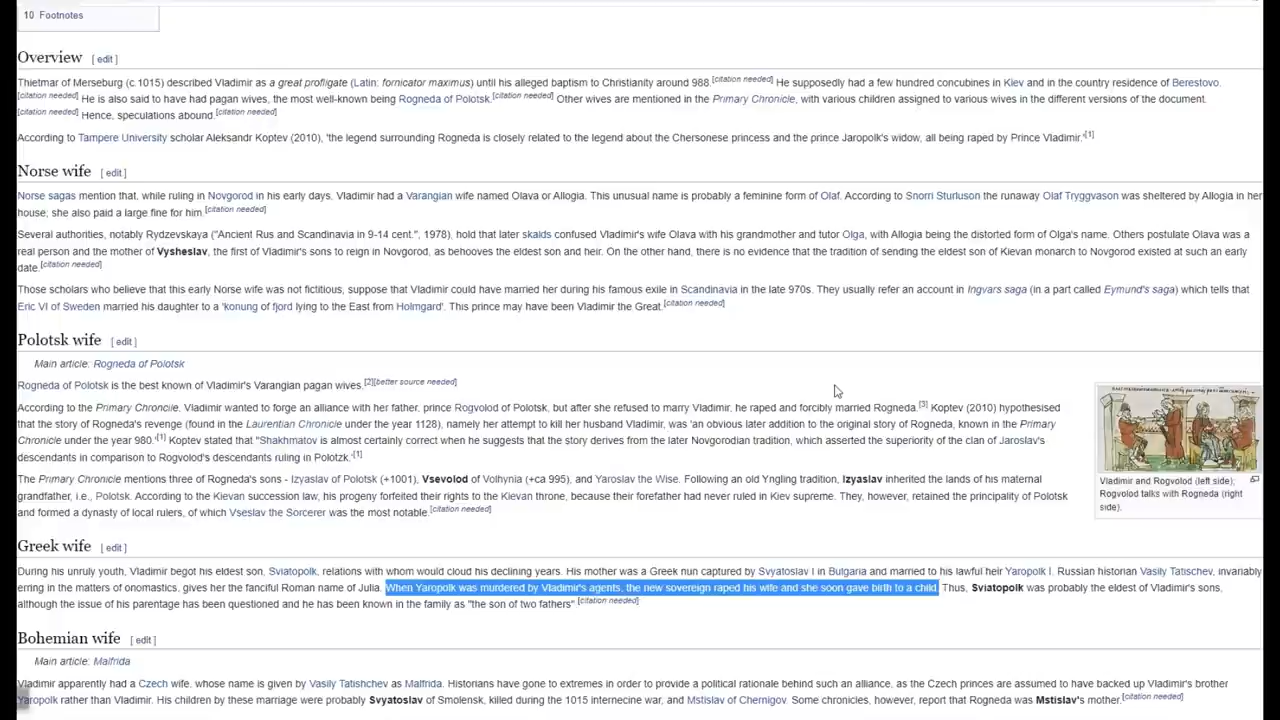 10 Footnotes
Overview [ edit ]
Thietmar of Merseburg (c.1015) described Vladimir as a great profligate (Latin: fornicator maximus) until his alleged baptism to Christianity around 988.[citation needed] He supposedly had a few hundred concubines in Kiev and in the country residence of Berestovo.
[citation needed] He is also said to have had pagan wives, the most well-known being Rogneda of Polotsk.[citation needed] Other wives are mentioned in the Primary Chronicle, with various children assigned to various wives in the different versions of the document.
[citation needed] Hence, speculations abound.[citation needed]
According to Tampere University scholar Aleksandr Koptev (2010), 'the legend surrounding Rogneda is closely related to the legend about the Chersonese princess and the prince Jaropolk's widow, all being raped by Prince Vladimir.'[1]
Norse wife [ edit ]
Norse sagas mention that, while ruling in Novgorod in his early days, Vladimir had a Varangian wife named Olava or Allogia. This unusual name is probably a feminine form of Olaf. According to Snorri Sturluson the runaway Olaf Tryggvason was sheltered by Allogia in her
house; she also paid a large fine for him.[citation needed]
Several authorities, notably Rydzevskaya ("Ancient Rus and Scandinavia in 9-14 cent.", 1978), hold that later skalds confused Vladimir's wife Olava with his grandmother and tutor Olga, with Allogia being the distorted form of Olga's name. Others postulate Olava was a
real person and the mother of Vysheslav, the first of Vladimir's sons to reign in Novgorod, as behooves the eldest son and heir. On the other hand, there is no evidence that the tradition of sending the eldest son of Kievan monarch to Novgorod existed at such an early
date.[citation needed]
Those scholars who believe that this early Norse wife was not fictitious, suppose that Vladimir could have married her during his famous exile in Scandinavia in the late 970s. They usually refer an account in Ingvars saga (in a part called Eymund's saga) which tells that
Eric VI of Sweden married his daughter to a 'konung of fjord lying to the East from Holmgard'. This prince may have been Vladimir the Great.[citation needed]
Polotsk wife [ edit ]
Main article: Rogneda of Polotsk
Rogneda of Polotsk is the best known of Vladimir's Varangian pagan wives.[2][better source needed]
According to the Primary Chronicle, Vladimir wanted to forge an alliance with her father, prince Rogvolod of Polotsk, but after she refused to marry Vladimir, he raped and forcibly married Rogneda.[3] Koptev (2010) hypothesised
that the story of Rogneda's revenge (found in the Laurentian Chronicle under the year 1128), namely her attempt to kill her husband Vladimir, was 'an obvious later addition to the original story of Rogneda, known in the Primary
Chronicle under the year 980.'[1] Koptev stated that "Shakhmatov is almost certainly correct when he suggests that the story derives from the later Novgorodian tradition, which asserted the superiority of the clan of Jaroslav's
descendants in comparison to Rogvolod's descendants ruling in Polotzk.'[1]
The Primary Chronicle mentions three of Rogneda's sons - Izyaslav of Polotsk (+1001), Vsevolod of Volhynia (+ca 995), and Yaroslav the Wise. Following an old Yngling tradition, Izyaslav inherited the lands of his maternal
grandfather, i.e., Polotsk. According to the Kievan succession law, his progeny forfeited their rights to the Kievan throne, because their forefather had never ruled in Kiev supreme. They, however, retained the principality of Polotsk
and formed a dynasty of local rulers, of which Vseslav the Sorcerer was the most notable.[citation needed]
Vladimir and Rogvolod (left side);
Rogvolod talks with Rogneda (right
side).
Greek wife [ edit ]
During his unruly youth, Vladimir begot his eldest son, Sviatopolk, relations with whom would cloud his declining years. His mother was a Greek nun captured by Svyatoslav I in Bulgaria and married to his lawful heir Yaropolk I. Russian historian Vasily Tatischev, invariably
erring in the matters of onomastics, gives her the fanciful Roman name of Julia. When Yaropolk was murdered by Vladimir's agents, the new sovereign raped his wife and she soon gave birth to a child. Thus, Sviatopolk was probably the eldest of Vladimir's sons,
although the issue of his parentage has been questioned and he has been known in the family as "the son of two fathers".[citation needed]
Bohemian wife [ edit ]
Main article: Malfrida
Vladimir apparently had a Czech wife, whose name is given by Vasily Tatishchev as Malfrida. Historians have gone to extremes in order to provide a political rationale behind such an alliance, as the Czech princes are assumed to have backed up Vladimir's brother
Yaropolk rather than Vladimir. His children by these marriage were probably Svyatoslav of Smolensk, killed during the 1015 internecine war, and Mstislav of Chernigov. Some chronicles, however, report that Rogneda was Mstislav's mother.[citation needed]